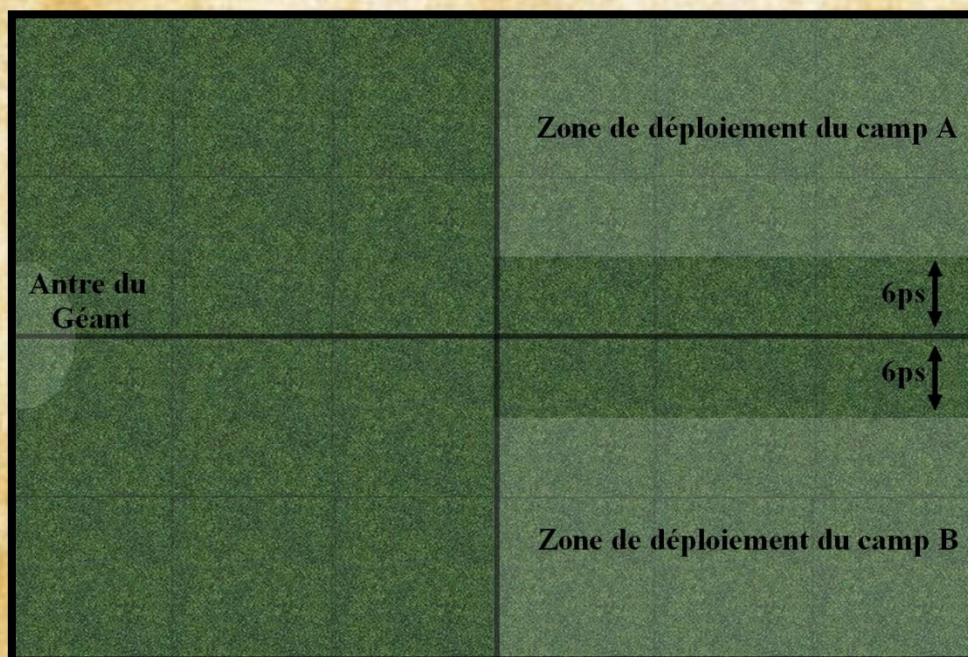 Zone de déploiement du camp A
Antre du
Géant
6ps
6ps
Zone de déploiement du camp B